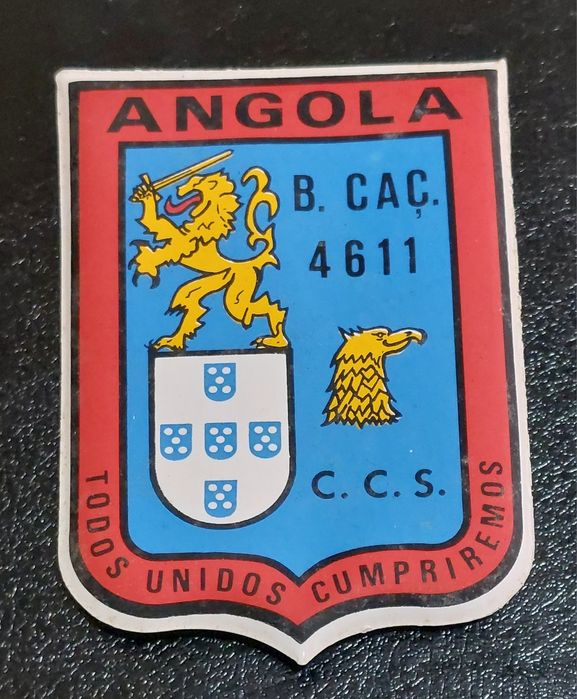 ANGOLA
B. CAÇ.
4611
C. C. S.
TODOS UNIDOS CUMPRIREMOS